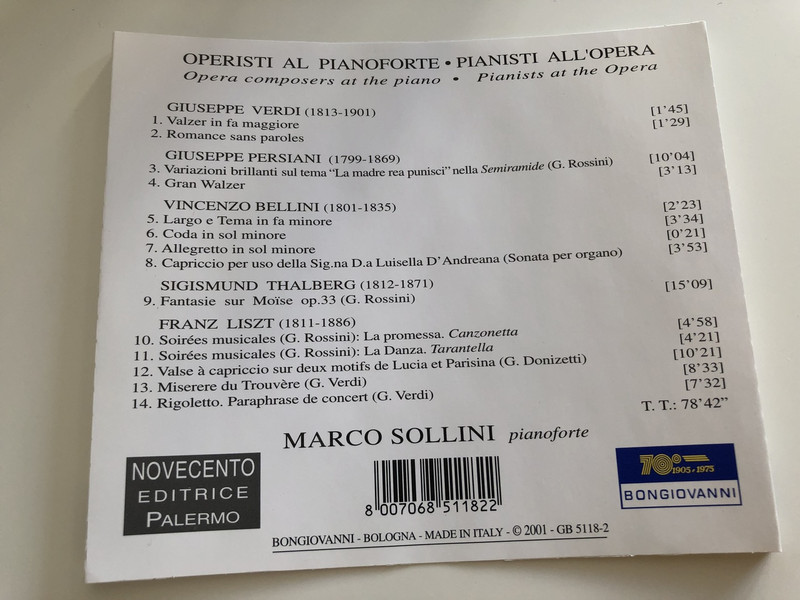 OPERISTI AL PIANOFORTE • PIANISTI ALL'OPERA
Opera composers at the piano • Pianists at the Opera
GIUSEPPE VERDI (1813-1901)
1. Valzer in fa maggiore [1'45]
2. Romance sans paroles [1'29]
GIUSEPPE PERSIANI (1799-1869)
3. Variazioni brillanti sul tema "La madre rea punisci" nella Semiramide (G. Rossini) [10'04]
4. Gran Walzer [3'13]
VINCENZO BELLINI (1801-1835)
5. Largo e Tema in fa minore [2'23]
6. Coda in sol minore [3'34]
7. Allegretto in sol minore [0'21]
8. Capriccio per uso della Sig.na D.a Luisella D'Andreana (Sonata per organo) [3'53]
SIGISMUND THALBERG (1812-1871)
9. Fantasie sur Moïse op.33 (G. Rossini) [15'09]
FRANZ LISZT (1811-1886)
10. Soirées musicales (G. Rossini): La promessa. Canzonetta [4'58]
11. Soirées musicales (G. Rossini): La Danza. Tarantella [4'21]
12. Valse à capriccio sur deux motifs de Lucia et Parisina (G. Donizetti) [10'21]
13. Miserere du Trouvère (G. Verdi) [8'33]
14. Rigoletto. Paraphrase de concert (G. Verdi) [7'32]
T. T.: 78'42"
MARCO SOLLINI pianoforte
NOVECENTO
EDITRICE
PALERMO
8 007068 511822
70° 1905-1975
BONGIOVANNI
BONGIOVANNI - BOLOGNA - MADE IN ITALY - © 2001 - GB 5118-2